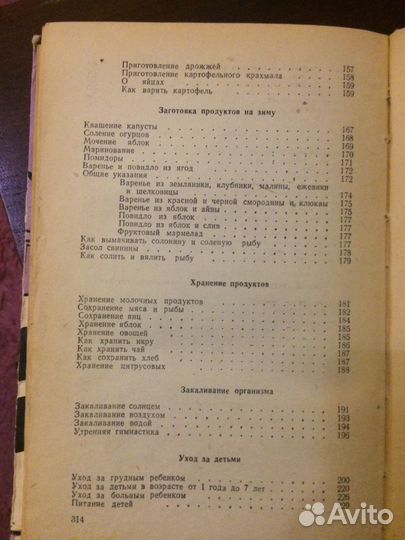 Приготовление дрожжей 157
Приготовление картофельного крахмала 158
О яйцах 159
Как варить картофель 159
Заготовка продуктов на зиму
Квашение капусты 167
Соление огурцов 168
Мочение яблок 169
Маринование 170
Помидоры 171
Варенье и повидло из ягод 172
Общие указания 172
Варенье из земляники, клубники, малины, ежевики
и шелковицы 174
Варенье из красной и черной смородины и клюквы 175
Варенье из яблок и айвы 175
Повидло из яблок 177
Повидло из яблок и слив 177
Фруктовый мармелад 177
Как вымачивать солонину и соленую рыбу 177
Засол свинины 178
Как солить и вялить рыбу 179
Хранение продуктов
Хранение молочных продуктов 181
Сохранение мяса и рыбы 182
Сохранение яиц 184
Хранение яблок 185
Хранение овощей 185
Как хранить икру 186
Как хранить чай 187
Как сохранить хлеб 187
Хранение цитрусовых 188
Закаливание организма
Закаливание солнцем 191
Закаливание воздухом 193
Закаливание водой 194
Утренняя гимнастика 196
Уход за детьми
Уход за грудным ребенком 200
Уход за детьми в возрасте от 1 года до 7 лет 220
Уход за больным ребенком 226
Питание детей
314
Avito